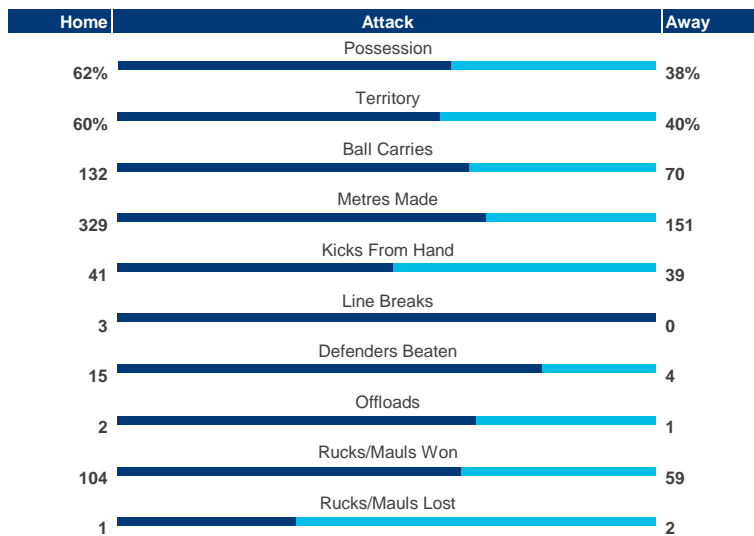 Home Attack Away
Possession
62% 38%
Territory
60% 40%
Ball Carries
132 70
Metres Made
329 151
Kicks From Hand
41 39
Line Breaks
3 0
Defenders Beaten
15 4
Offloads
2 1
Rucks/Mauls Won
104 59
Rucks/Mauls Lost
1 2